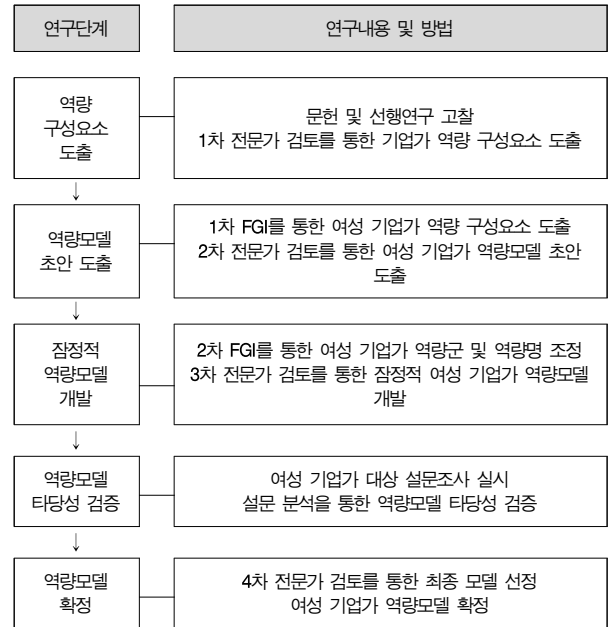 연구단계
연구내용 및 방법
역량
구성요소
도출
문헌 및 선행연구 고찰
1차 전문가 검토를 통한 기업가 역량 구성요소 도출
↓
역량모델
초안 도출
1차 FGI를 통한 여성 기업가 역량 구성요소 도출
2차 전문가 검토를 통한 여성 기업가 역량모델 초안
도출
↓
잠정적
역량모델
개발
2차 FGI를 통한 여성 기업가 역량군 및 역량명 조정
3차 전문가 검토를 통한 잠정적 여성 기업가 역량모델
개발
↓
역량모델
타당성 검증
여성 기업가 대상 설문조사 실시
설문 분석을 통한 역량모델 타당성 검증
↓
역량모델
확정
4차 전문가 검토를 통한 최종 모델 선정
여성 기업가 역량모델 확정